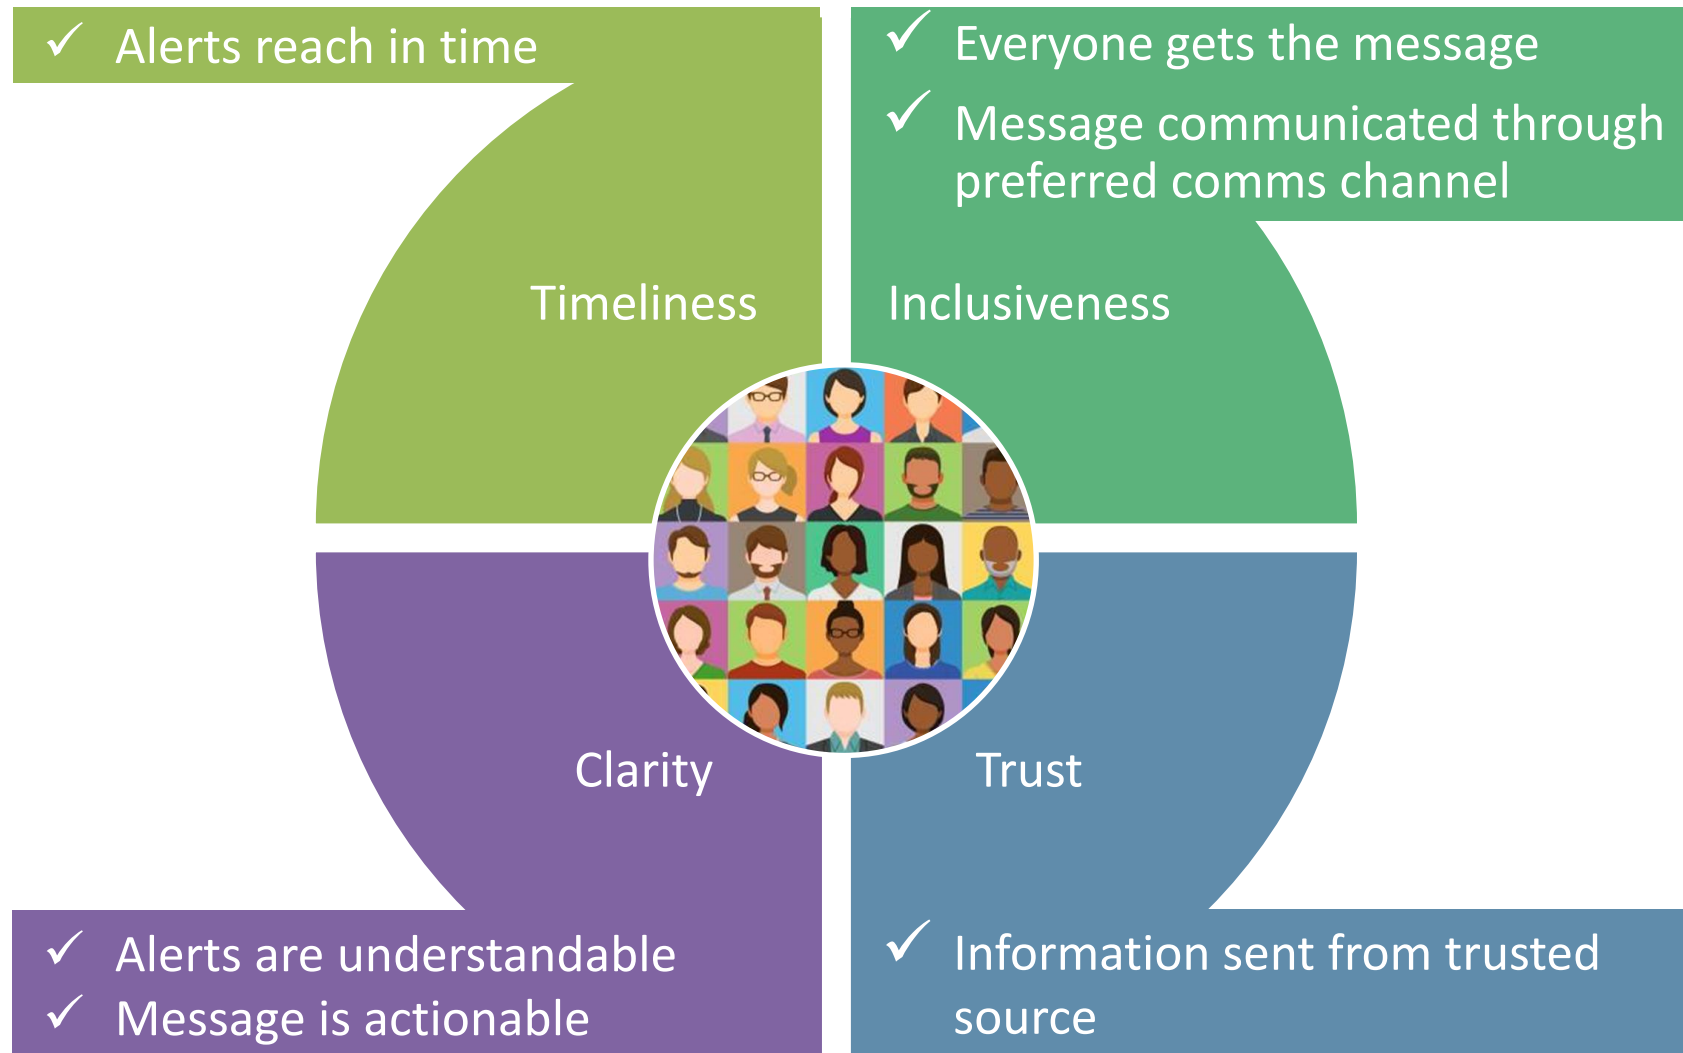 ✓ Alerts reach in time
Timeliness
✓ Everyone gets the message
✓ Message communicated through
preferred comms channel
Inclusiveness
Clarity
✓ Alerts are understandable
✓ Message is actionable
Trust
✓ Information sent from trusted
source